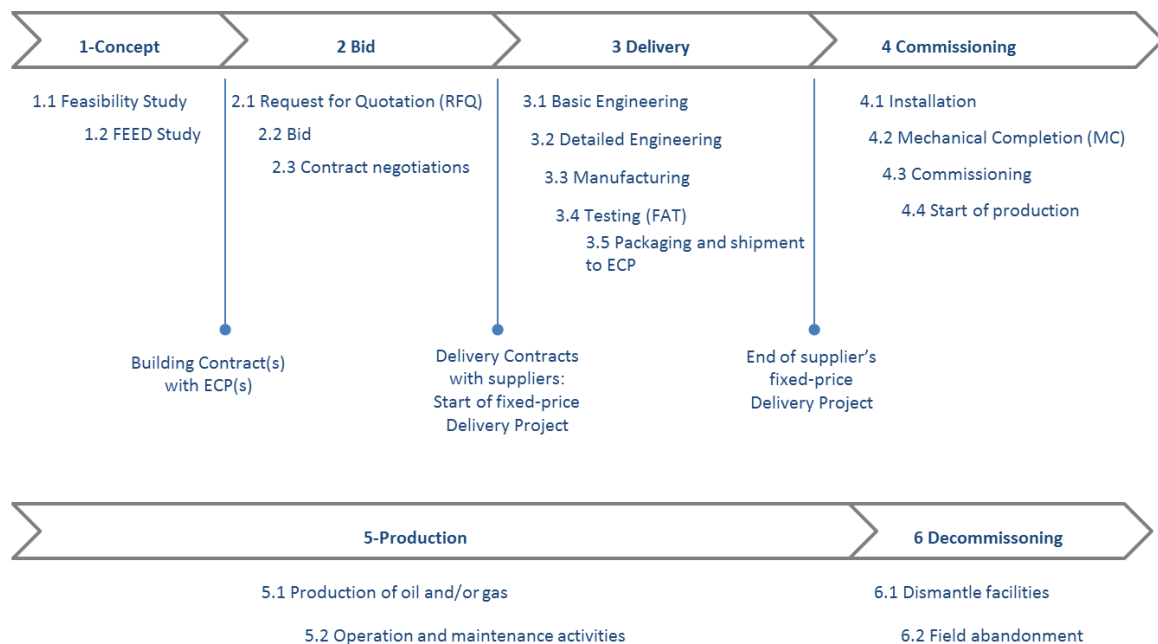 1-Concept
2 Bid
3 Delivery
4 Commissioning
1.1 Feasibility Study
1.2 FEED Study
2.1 Request for Quotation (RFQ)
2.2 Bid
2.3 Contract negotiations
3.1 Basic Engineering
3.2 Detailed Engineering
3.3 Manufacturing
3.4 Testing (FAT)
3.5 Packaging and shipment
to ECP
4.1 Installation
4.2 Mechanical Completion (MC)
4.3 Commissioning
4.4 Start of production
Building Contract(s)
with ECP(s)
Delivery Contracts
with suppliers:
Start of fixed-price
Delivery Project
End of supplier’s
fixed-price
Delivery Project
5-Production
6 Decommissoning
5.1 Production of oil and/or gas
5.2 Operation and maintenance activities
6.1 Dismantle facilities
6.2 Field abandonment